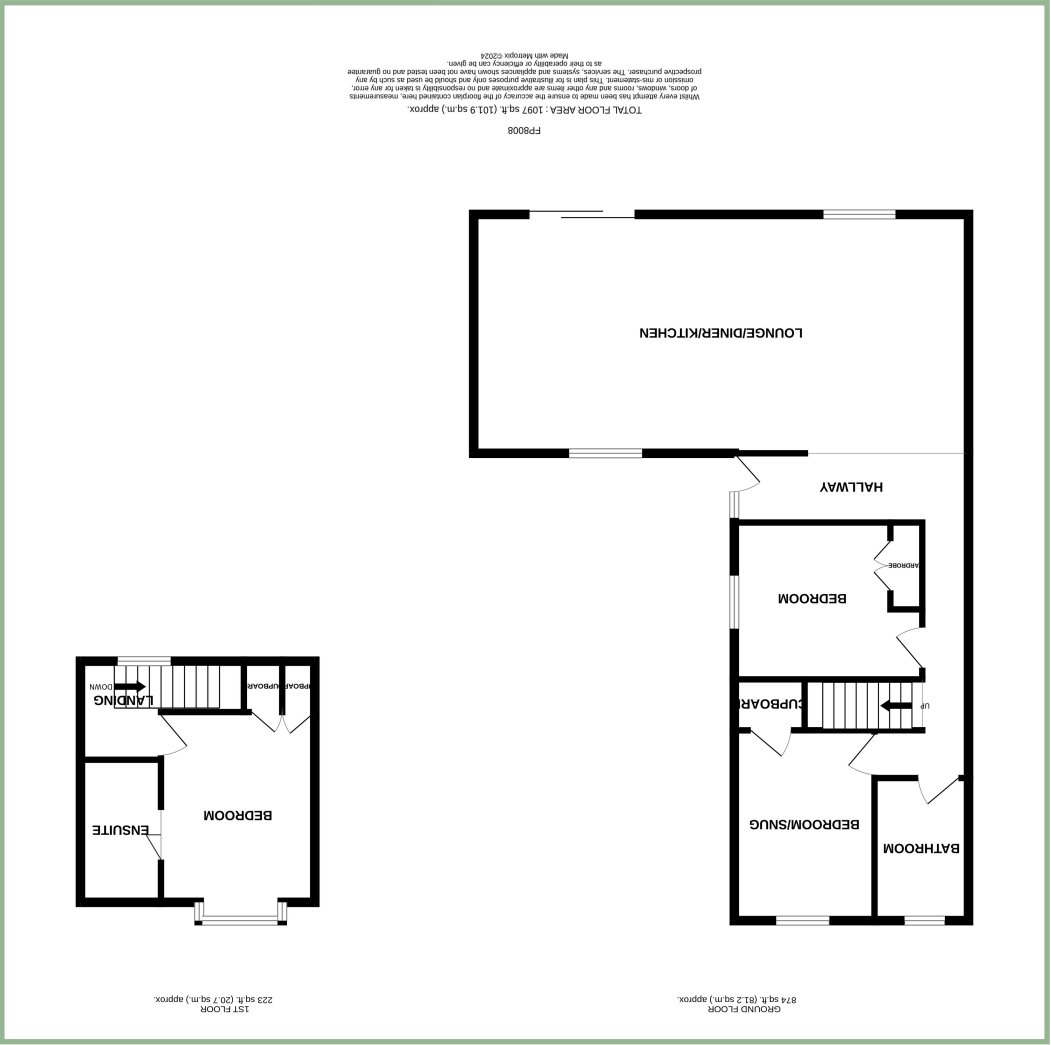 GROUND FLOOR
874 sq.ft. (81.2 sq.m.) approx.
1ST FLOOR
223 sq.ft. (20.7 sq.m.) approx.
BATHROOM
BEDROOM/SNUG
UP
CUPBOARD
BEDROOM
WARDROBE
HALLWAY
LOUNGE/DINER/KITCHEN
ENSUITE
BEDROOM
LANDING
DOWN
CUPBOARD
CUPBOARD
FP8008
TOTAL FLOOR AREA : 1097 sq.ft. (101.9 sq.m.) approx.
Whilst every attempt has been made to ensure the accuracy of the floorplan contained here, measurements
of doors, windows, rooms and any other items are approximate and no responsibility is taken for any error,
omission or mis-statement. This plan is for illustrative purposes only and should be used as such by any
prospective purchaser. The services, systems and appliances shown have not been tested and no guarantee
as to their operability or efficiency can be given.
Made with Metropix ©2024